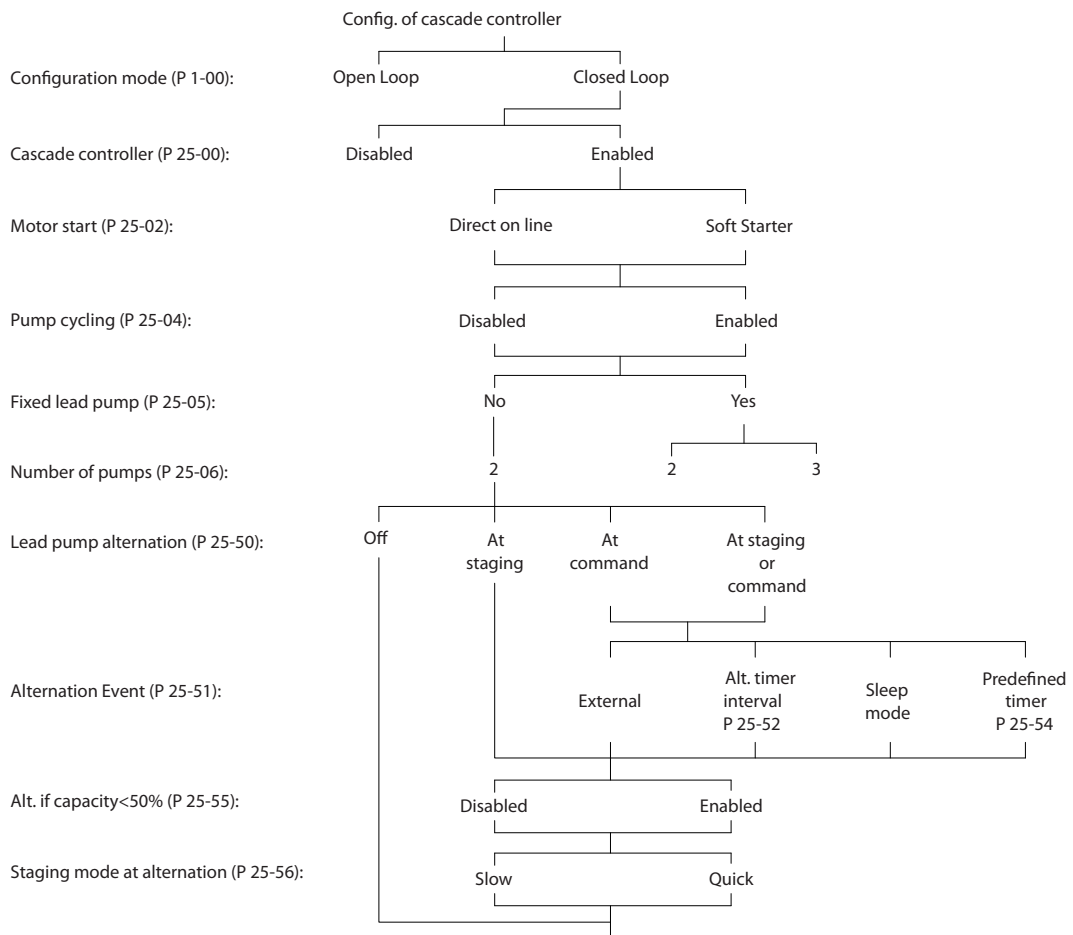 Config. of cascade controller
Configuration mode (P 1-00):
Open Loop
Closed Loop
Cascade controller (P 25-00):
Disabled
Enabled
Motor start (P 25-02):
Direct on line
Soft Starter
Pump cycling (P 25-04):
Disabled
Enabled
Fixed lead pump (P 25-05):
No
Yes
Number of pumps (P 25-06):
2
2
3
Lead pump alternation (P 25-50):
Off
At
staging
At
command
At staging
or
command
Alternation Event (P 25-51):
External
Alt. timer
interval
P 25-52
Sleep
mode
Predefined
timer
P 25-54
Alt. if capacity<50% (P 25-55):
Disabled
Enabled
Staging mode at alternation (P 25-56):
Slow
Quick